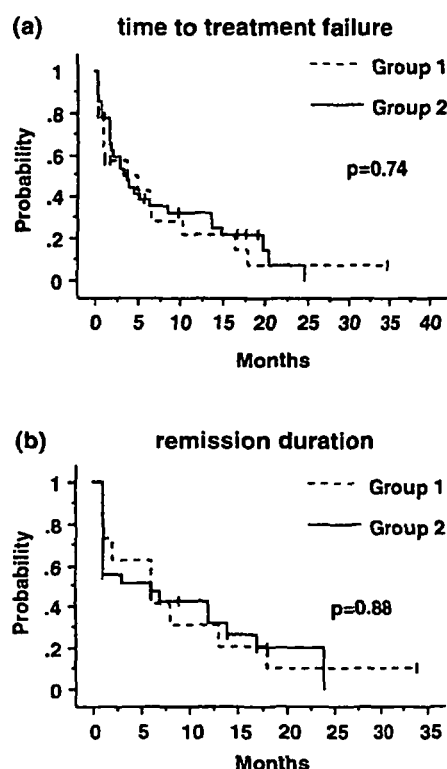 (a) time to treatment failure
Group 1
Group 2
p=0.74
Probability
1
.8
.6
.4
.2
0
0 5 10 15 20 25 30 35 40
Months
(b) remission duration
Group 1
Group 2
p=0.88
Probability
1
.8
.6
.4
.2
0
0 5 10 15 20 25 30 35
Months